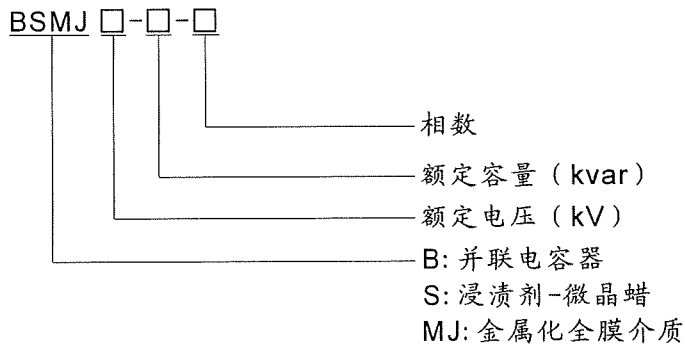 BSMJ □-□-□
相数
额定容量（kvar）
额定电压（kV）
B: 并联电容器
S: 浸渍剂-微晶蜡
MJ: 金属化全膜介质